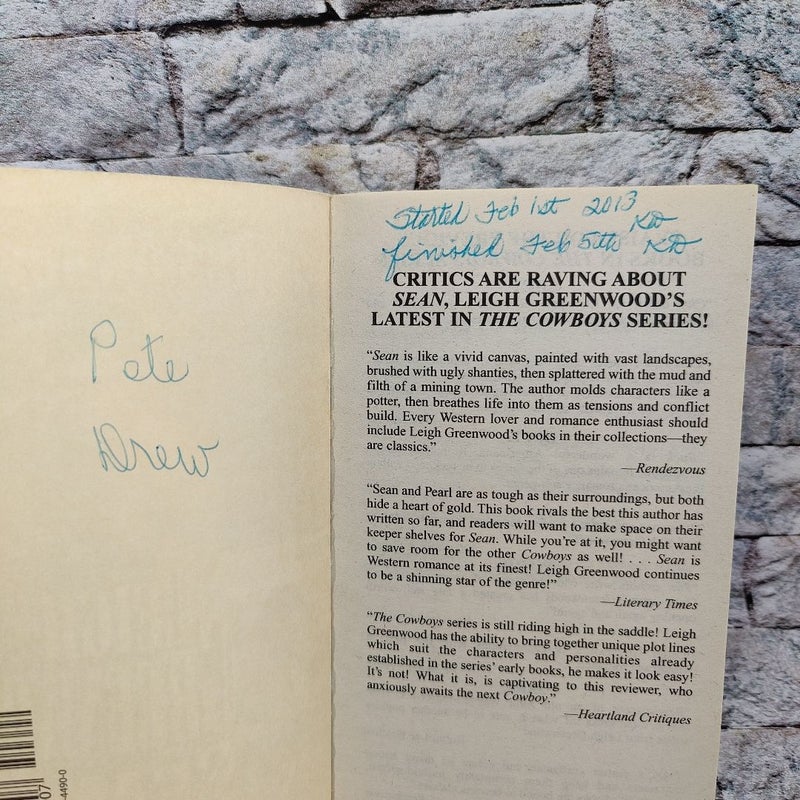 Pete
Drew
07
-4490-0
Started Feb 1st 2013 KD
finished Feb 5th KD
CRITICS ARE RAVING ABOUT
SEAN, LEIGH GREENWOOD'S
LATEST IN THE COWBOYS SERIES!
“Sean is like a vivid canvas, painted with vast landscapes,
brushed with ugly shanties, then splattered with the mud and
filth of a mining town. The author molds characters like a
potter, then breathes life into them as tensions and conflict
build. Every Western lover and romance enthusiast should
include Leigh Greenwood's books in their collections—they
are classics.”
—Rendezvous
“Sean and Pearl are as tough as their surroundings, but both
hide a heart of gold. This book rivals the best this author has
written so far, and readers will want to make space on their
keeper shelves for Sean. While you're at it, you might want
to save room for the other Cowboys as well! . . . Sean is
Western romance at its finest! Leigh Greenwood continues
to be a shinning star of the genre!”
—Literary Times
“The Cowboys series is still riding high in the saddle! Leigh
Greenwood has the ability to bring together unique plot lines
which suit the characters and personalities already
established in the series' early books, he makes it look easy!
It's not! What it is, is captivating to this reviewer, who
anxiously awaits the next Cowboy.”
—Heartland Critiques